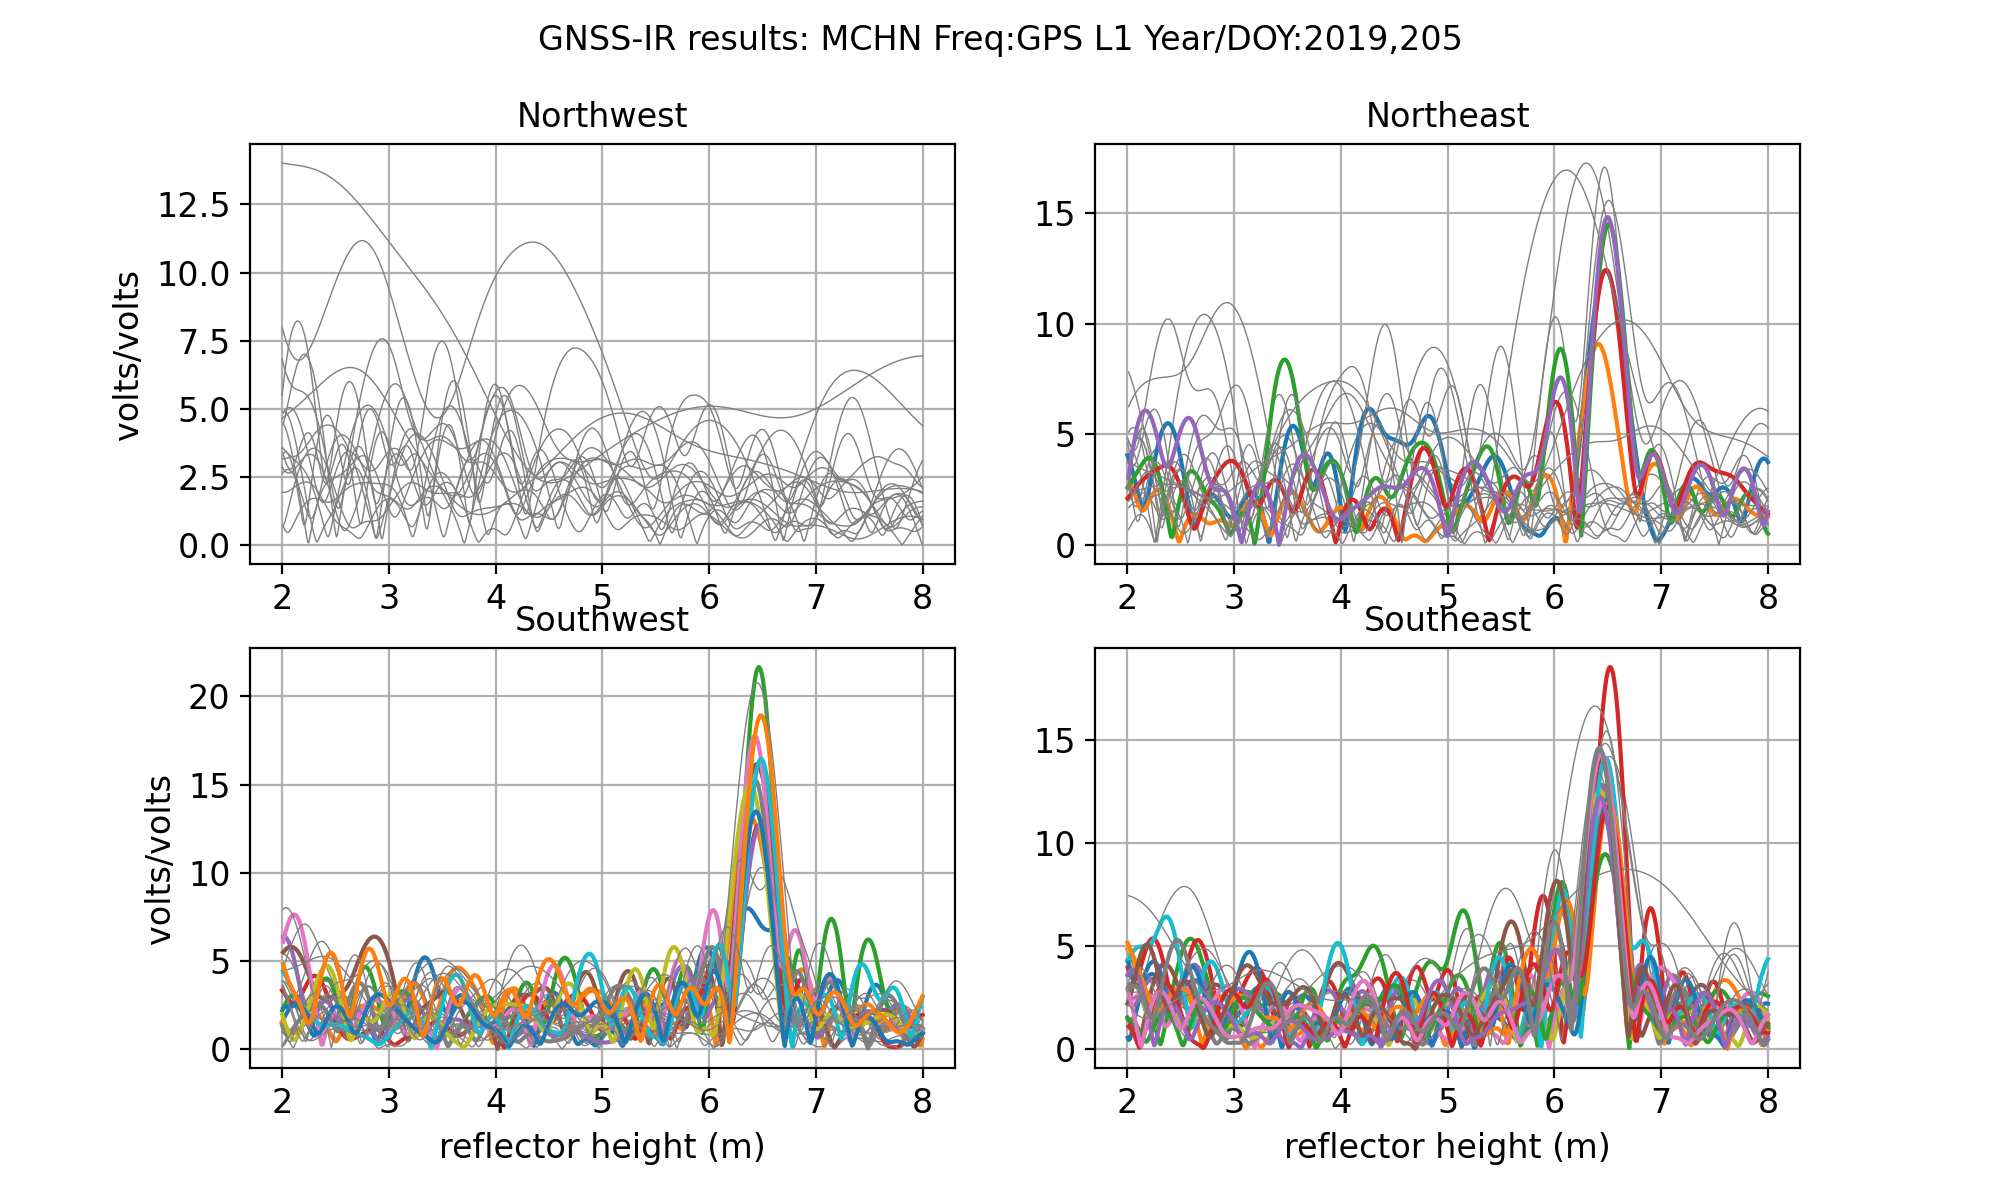 GNSS-IR results: MCHN Freq:GPS L1 Year/DOY:2019,205
Northwest
volts/volts
12.5
10.0
7.5
5.0
2.5
0.0
2 3 4 5 6 7 8
Northeast
15
10
5
0
2 3 4 5 6 7 8
Southwest
volts/volts
20
15
10
5
0
2 3 4 5 6 7 8
reflector height (m)
Southeast
15
10
5
0
2 3 4 5 6 7 8
reflector height (m)